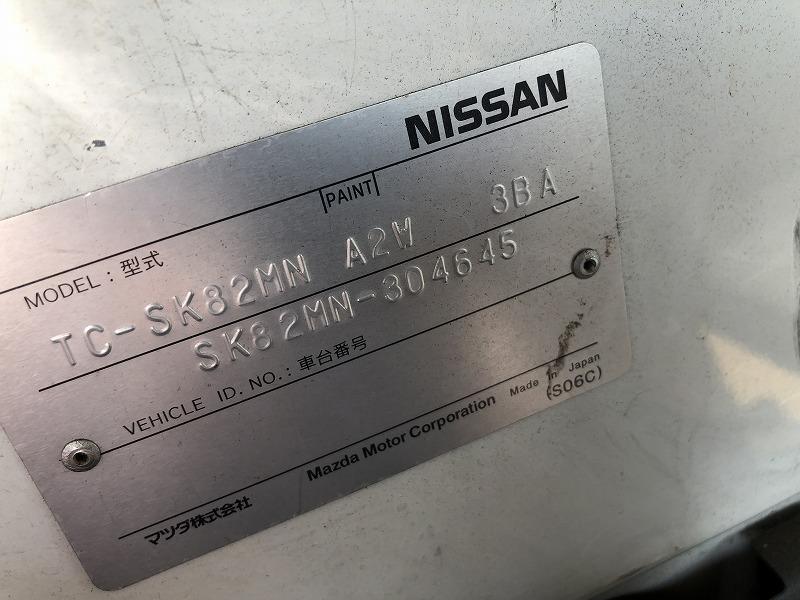 NISSAN
PAINT
MODEL : 型式
TC-SK82MN A2W 3BA
SK82MN-304645
VEHICLE ID. NO. : 車台番号
マツダ株式会社 Mazda Motor Corporation Made in Japan
(S06C)